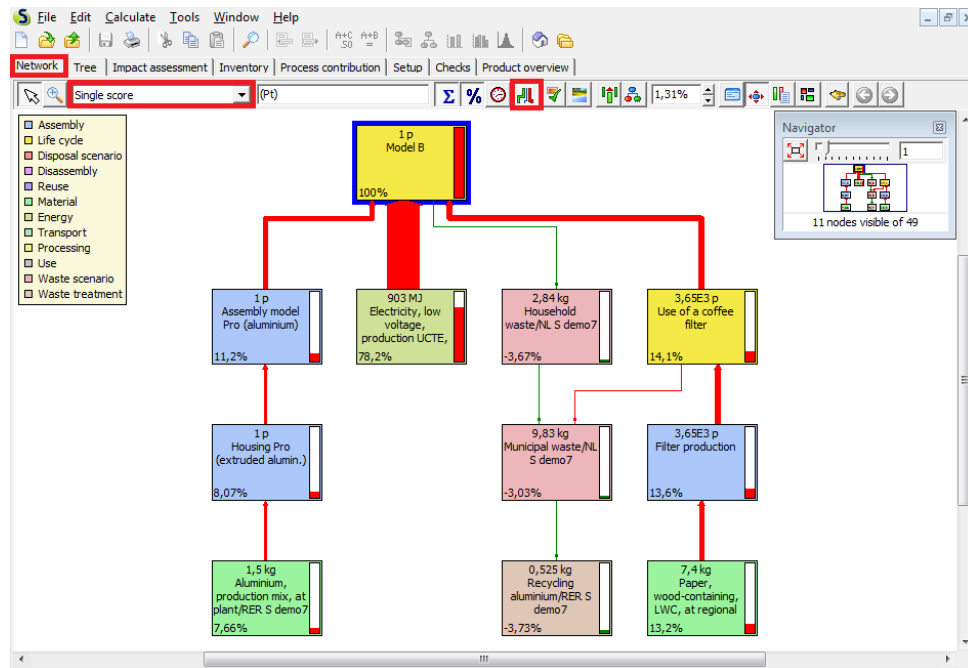 File Edit Calculate Tools Window Help
A+C .50 A+B =
Network Tree Impact assessment Inventory Process contribution Setup Checks Product overview
Single score (Pt) Σ % 1,31%
Assembly
Life cycle
Disposal scenario
Disassembly
Reuse
Material
Energy
Transport
Processing
Use
Waste scenario
Waste treatment
1 p
Model B
100%
Navigator
1
11 nodes visible of 49
1 p
Assembly model
Pro (aluminium)
11,2%
903 MJ
Electricity, low
voltage,
production UCTE,
78,2%
2,84 kg
Household
waste/NL S demo7
-3,67%
3,65E3 p
Use of a coffee
filter
14,1%
1 p
Housing Pro
(extruded alumin.)
8,07%
9,83 kg
Municipal waste/NL
S demo7
-3,03%
3,65E3 p
Filter production
13,6%
1,5 kg
Aluminium,
production mix, at
plant/RER S demo7
7,66%
0,525 kg
Recycling
aluminium/RER S
demo7
-3,73%
7,4 kg
Paper,
wood-containing,
LWC, at regional
13,2%